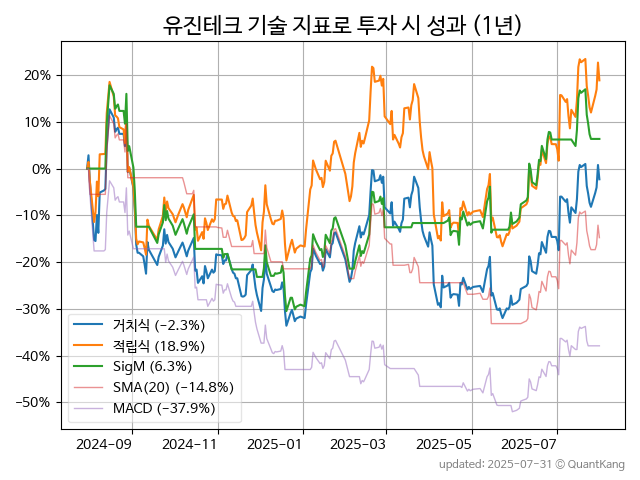 유진테크 기술 지표로 투자 시 성과 (1년)
20%
10%
0%
−10%
−20%
−30%
−40%
−50%
거치식 (−2.3%)
적립식 (18.9%)
SigM (6.3%)
SMA(20) (−14.8%)
MACD (−37.9%)
2024−09
2024−11
2025−01
2025−03
2025−05
2025−07
updated: 2025-07-31 © QuantKang